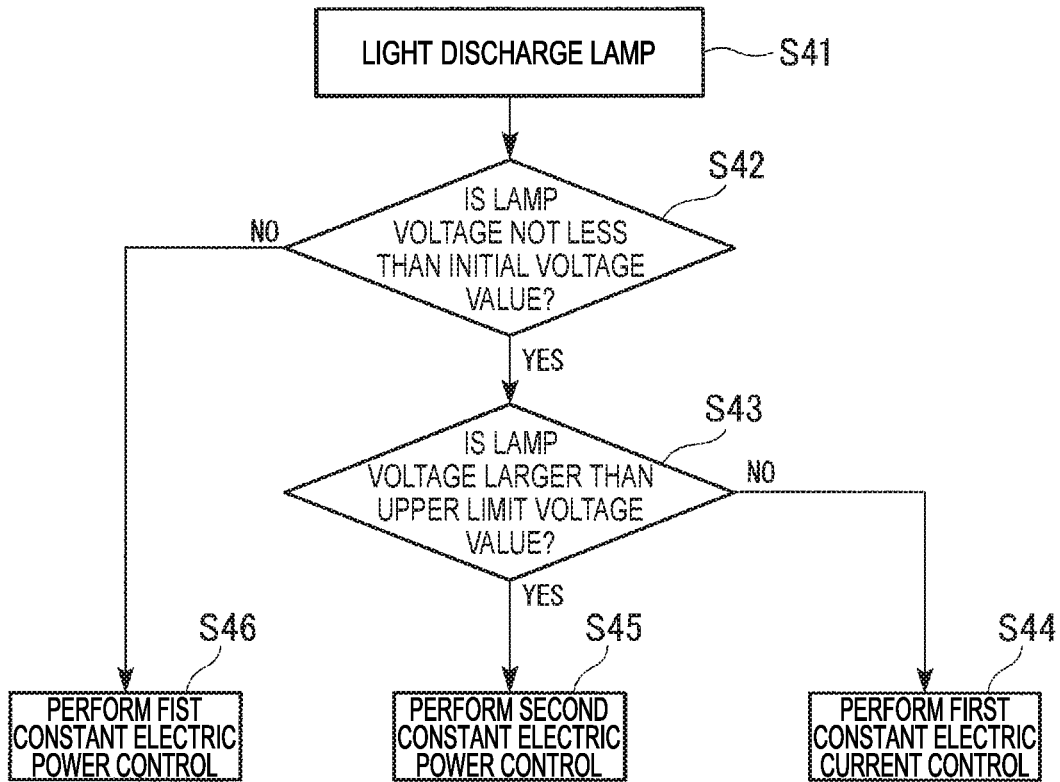 LIGHT DISCHARGE LAMP
S41
S42
IS LAMP
VOLTAGE NOT LESS
THAN INITIAL VOLTAGE
VALUE?
NO
YES
S43
IS LAMP
VOLTAGE LARGER THAN
UPPER LIMIT VOLTAGE
VALUE?
NO
YES
S46
PERFORM FIST
CONSTANT ELECTRIC
POWER CONTROL
S45
PERFORM SECOND
CONSTANT ELECTRIC
POWER CONTROL
S44
PERFORM FIRST
CONSTANT ELECTRIC
CURRENT CONTROL